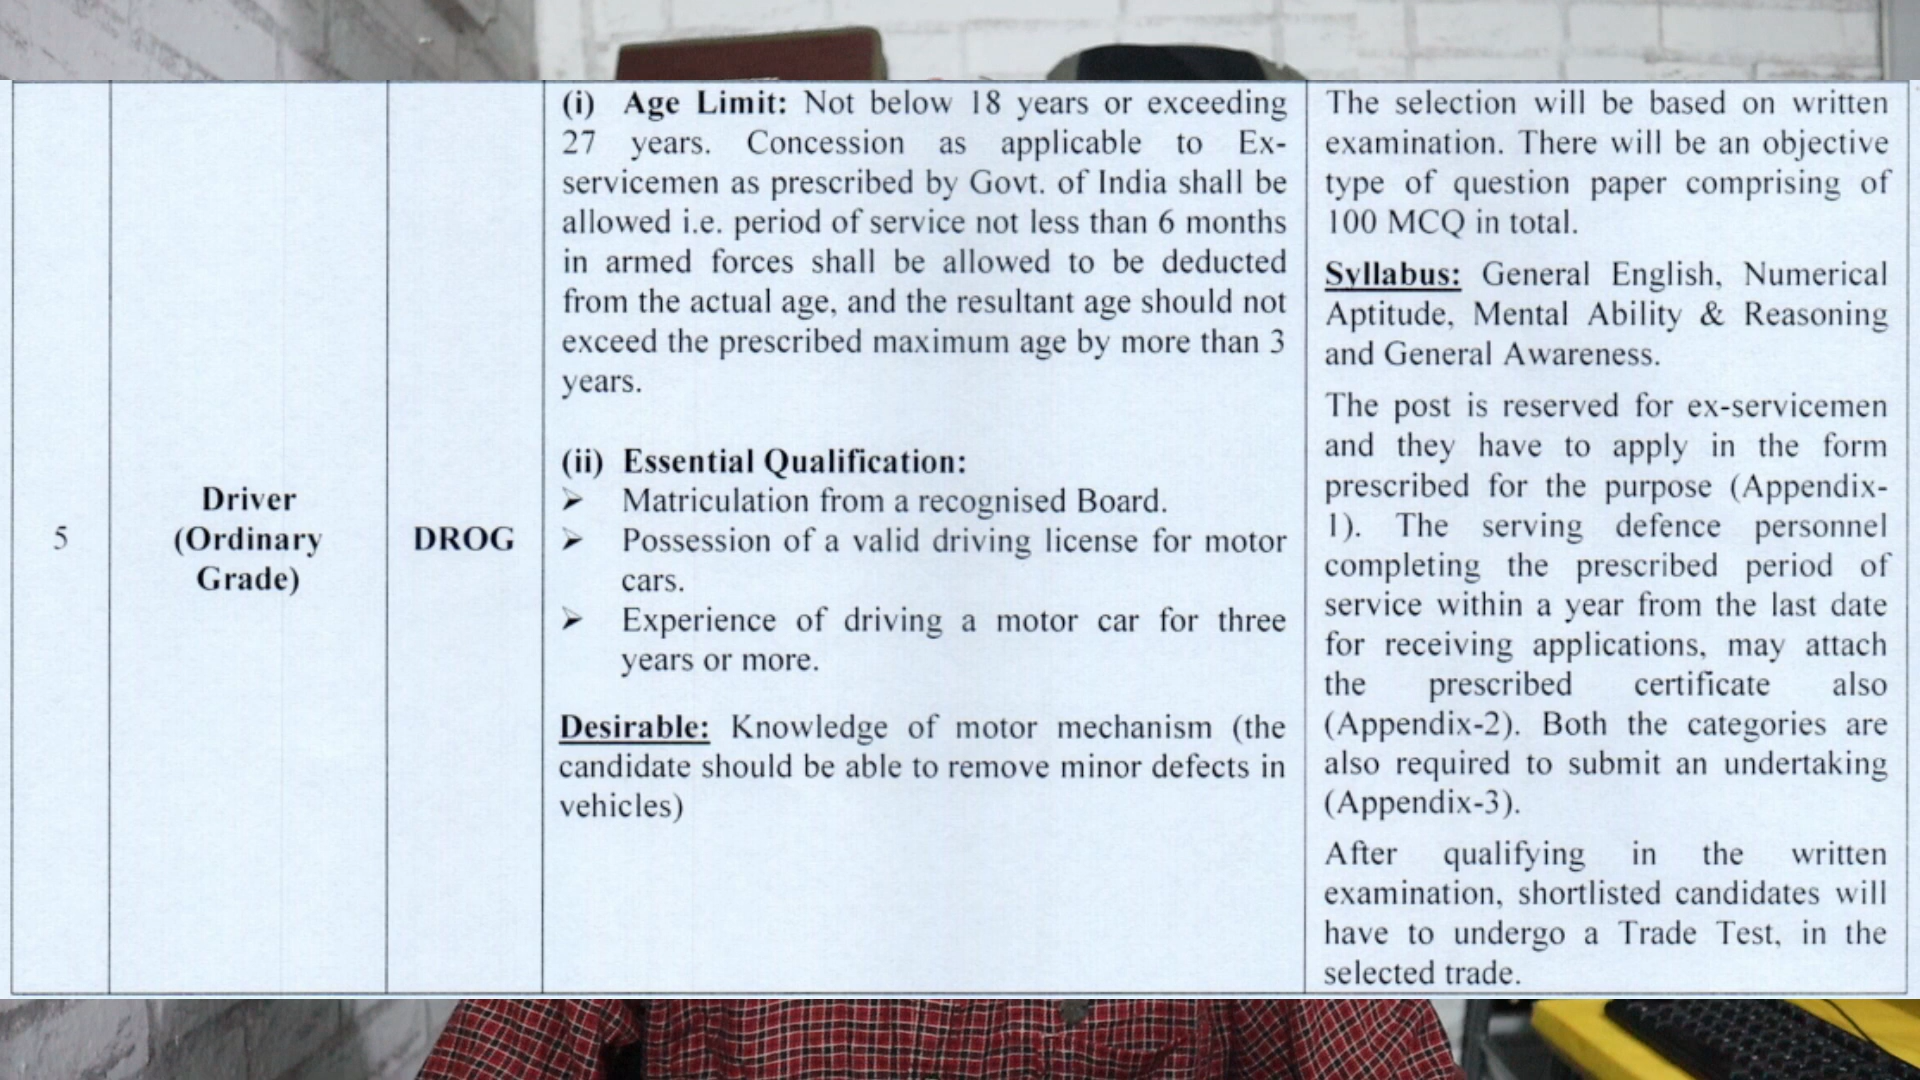 5
Driver
(Ordinary
Grade)
DROG
(i) Age Limit: Not below 18 years or exceeding
27 years. Concession as applicable to Ex-
servicemen as prescribed by Govt. of India shall be
allowed i.e. period of service not less than 6 months
in armed forces shall be allowed to be deducted
from the actual age, and the resultant age should not
exceed the prescribed maximum age by more than 3
years.
(ii) Essential Qualification:
➤ Matriculation from a recognised Board.
➤ Possession of a valid driving license for motor
cars.
➤ Experience of driving a motor car for three
years or more.
Desirable: Knowledge of motor mechanism (the
candidate should be able to remove minor defects in
vehicles)
The selection will be based on written
examination. There will be an objective
type of question paper comprising of
100 MCQ in total.
Syllabus: General English, Numerical
Aptitude, Mental Ability & Reasoning
and General Awareness.
The post is reserved for ex-servicemen
and they have to apply in the form
prescribed for the purpose (Appendix-
1). The serving defence personnel
completing the prescribed period of
service within a year from the last date
for receiving applications, may attach
the prescribed certificate also
(Appendix-2). Both the categories are
also required to submit an undertaking
(Appendix-3).
After qualifying in the written
examination, shortlisted candidates will
have to undergo a Trade Test, in the
selected trade.